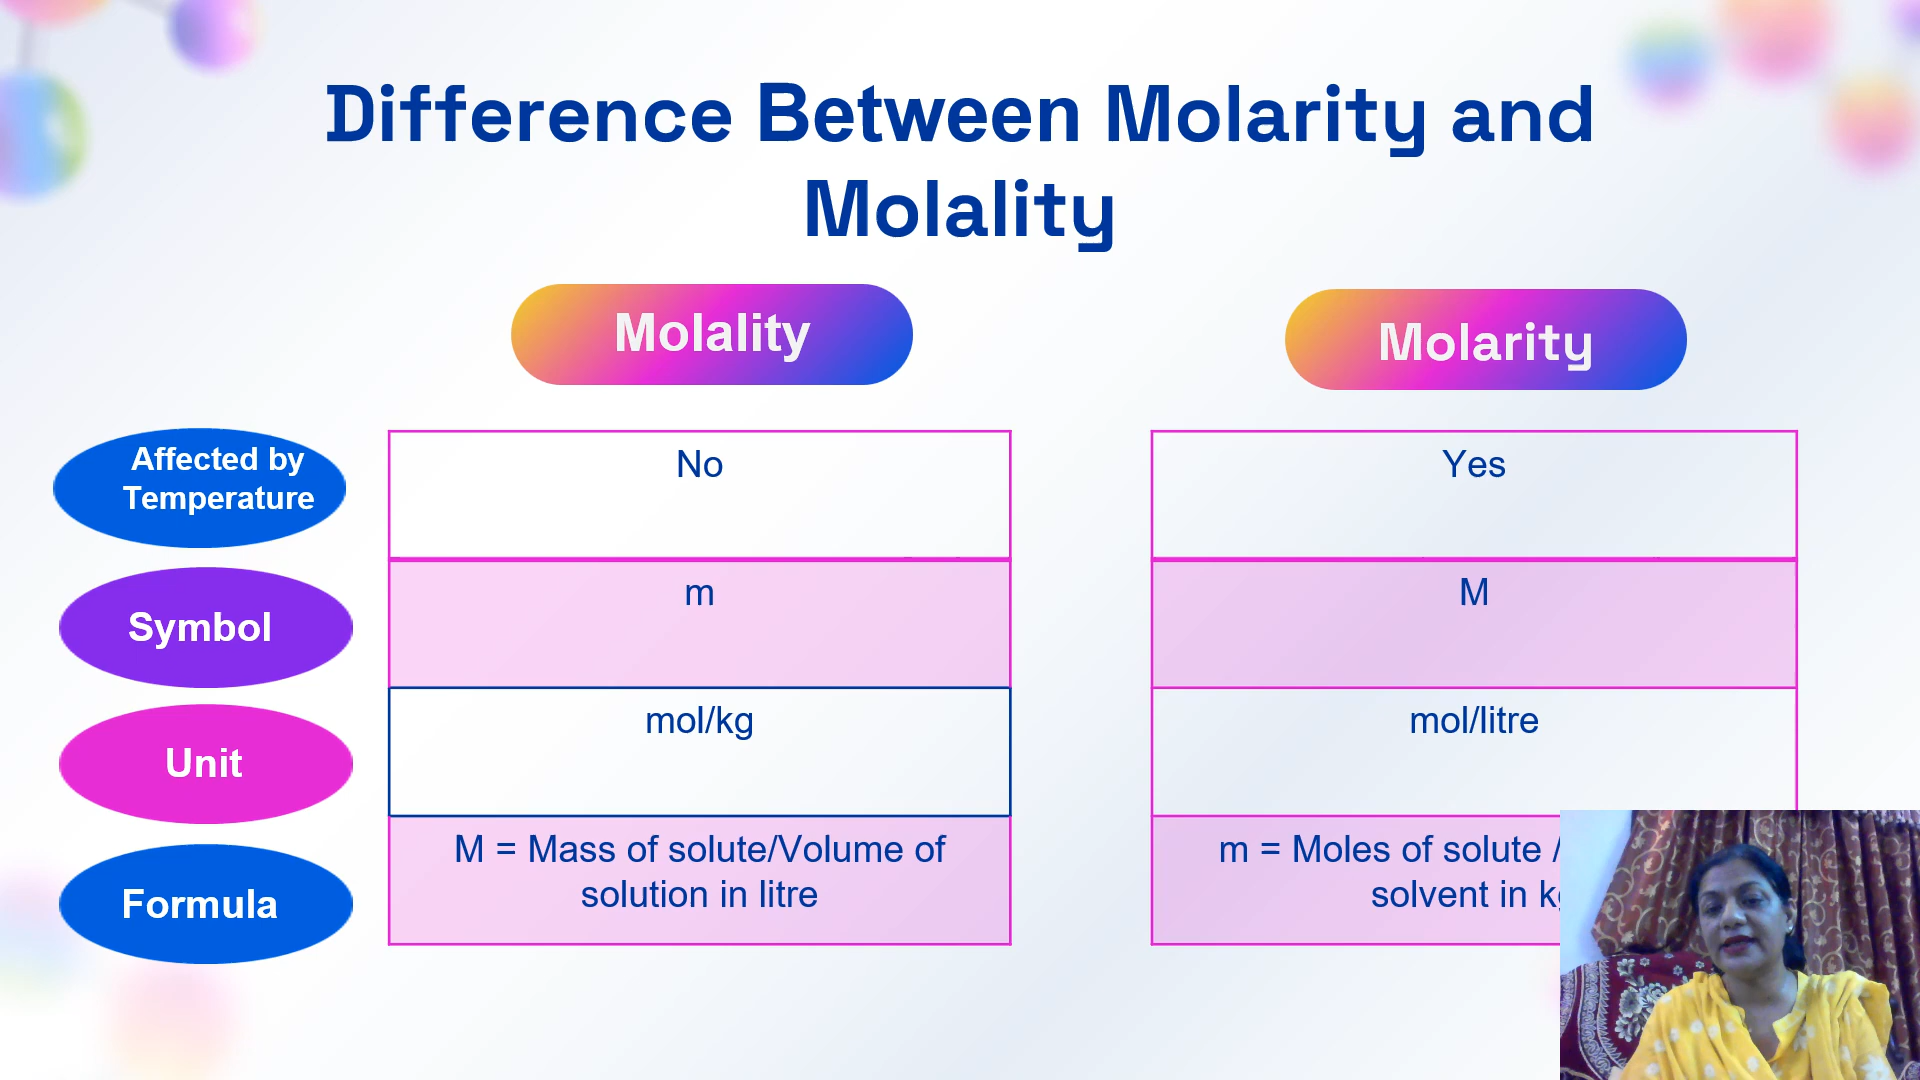 Difference Between Molarity and
Molality
Molality
Molarity
Affected by
Temperature
No
Yes
Symbol
m
M
Unit
mol/kg
mol/litre
Formula
M = Mass of solute/Volume of
solution in litre
m = Moles of solute /
solvent in